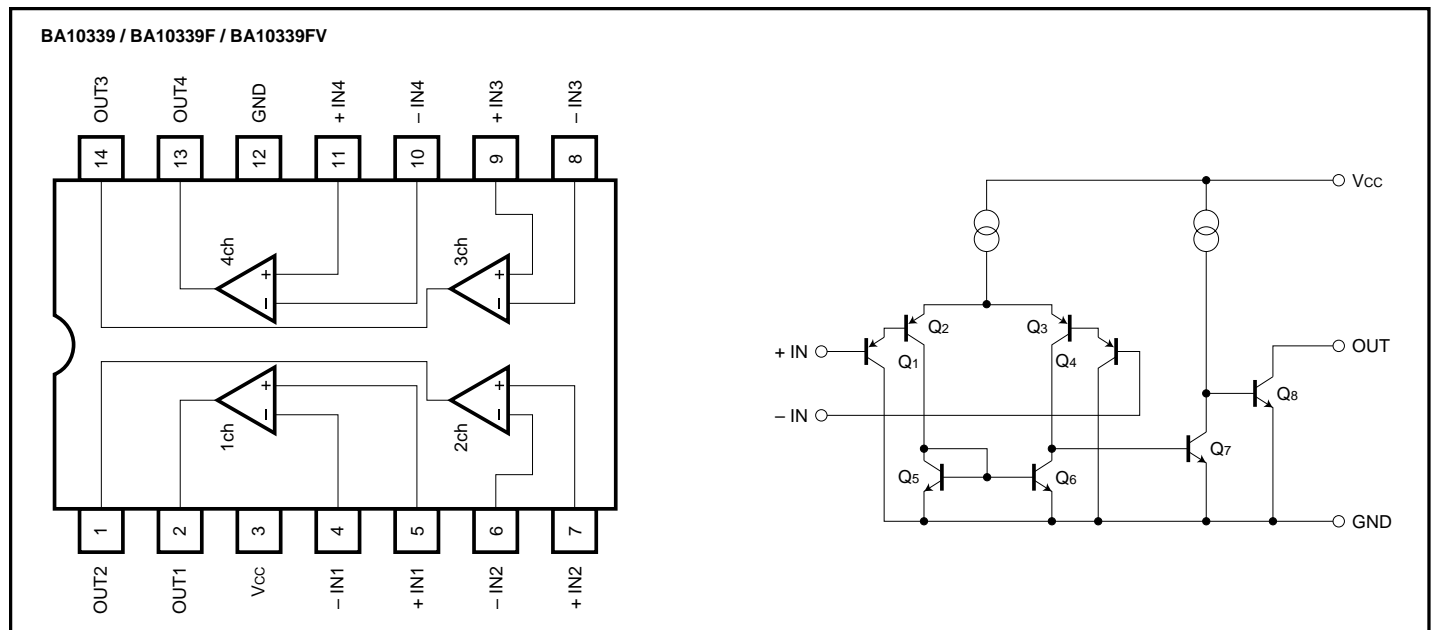 BA10339 / BA10339F / BA10339FV
OUT3
OUT4
GND
+ IN4
– IN4
+ IN3
– IN3
14
13
12
11
10
9
8
4ch
+
–
3ch
+
–
1ch
+
–
2ch
+
–
1
2
3
4
5
6
7
OUT2
OUT1
VCC
– IN1
+ IN1
– IN2
+ IN2
VCC
Q2
Q3
+ IN
Q1
Q4
OUT
– IN
Q8
Q5
Q6
Q7
GND